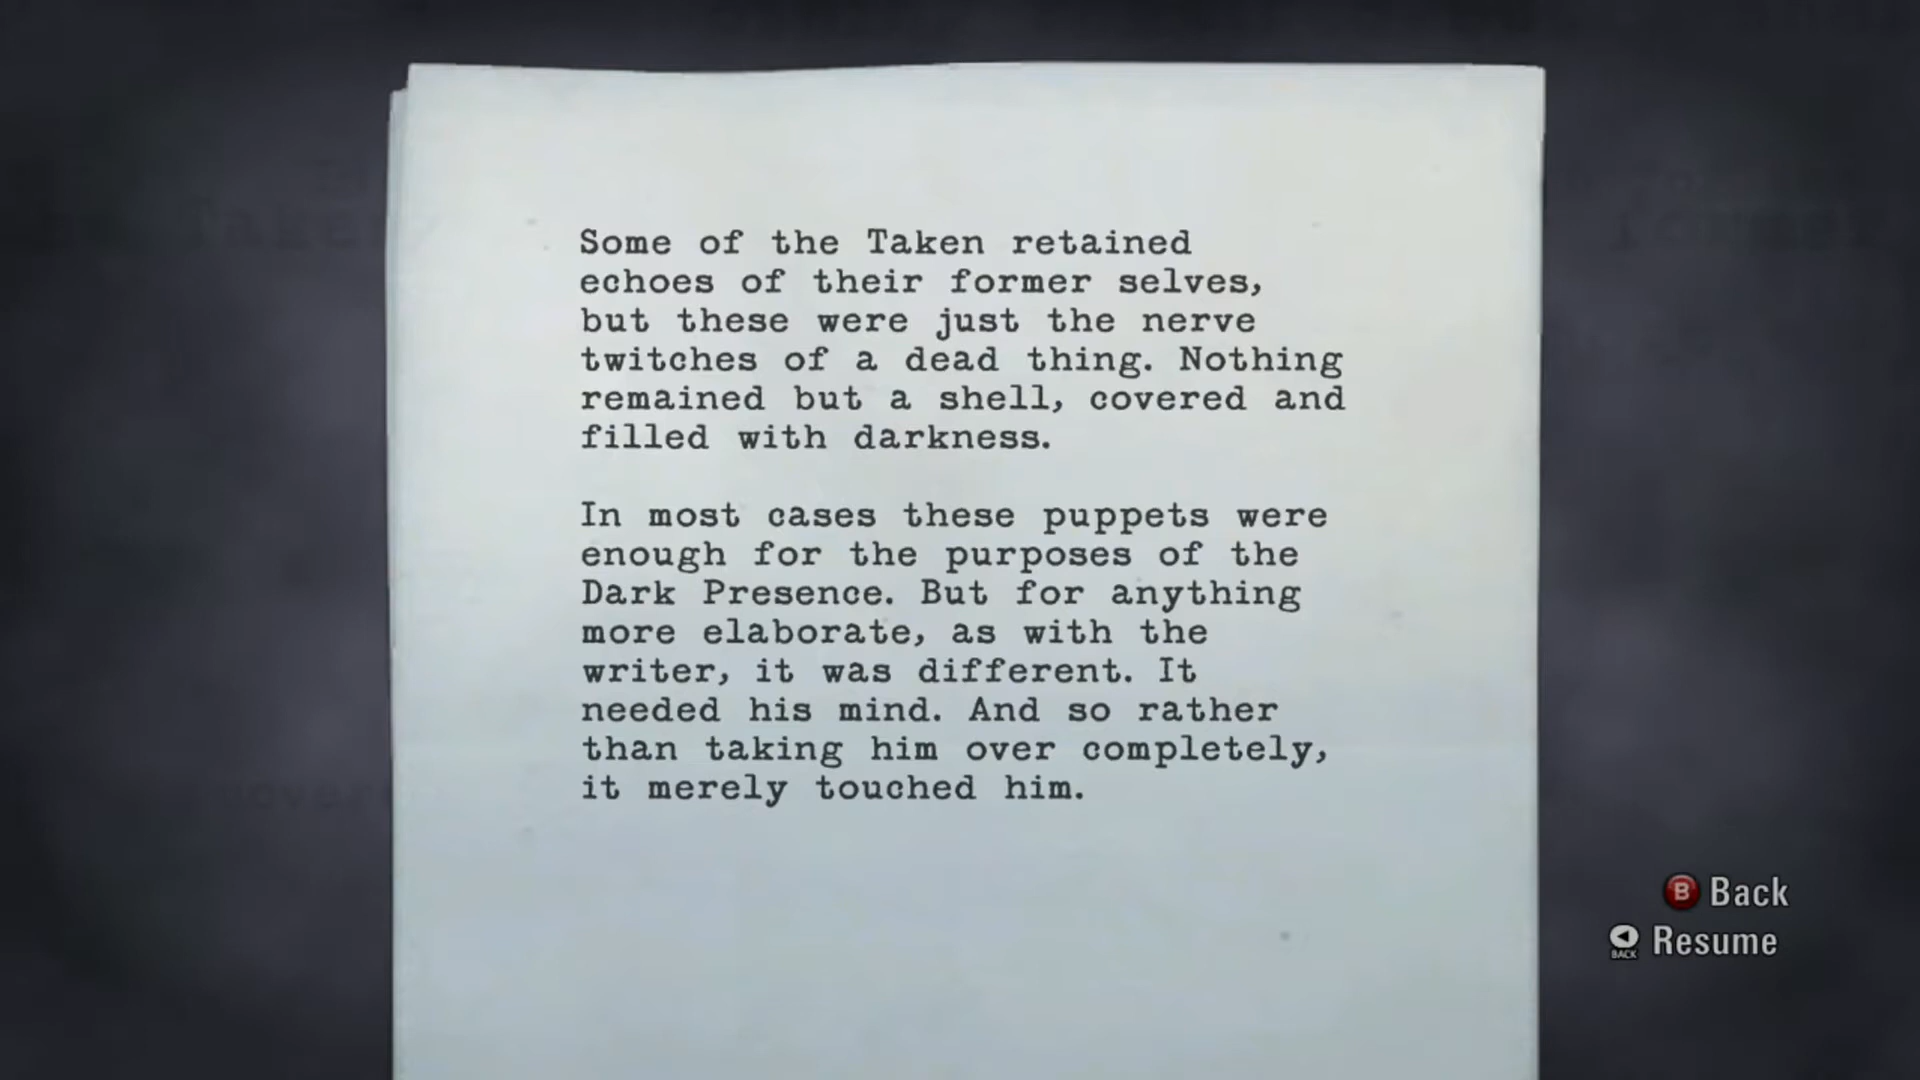 Some of the Taken retained
echoes of their former selves,
but these were just the nerve
twitches of a dead thing. Nothing
remained but a shell, covered and
filled with darkness.
In most cases these puppets were
enough for the purposes of the
Dark Presence. But for anything
more elaborate, as with the
writer, it was different. It
needed his mind. And so rather
than taking him over completely,
it merely touched him.
B Back
BACK Resume
Taken
former